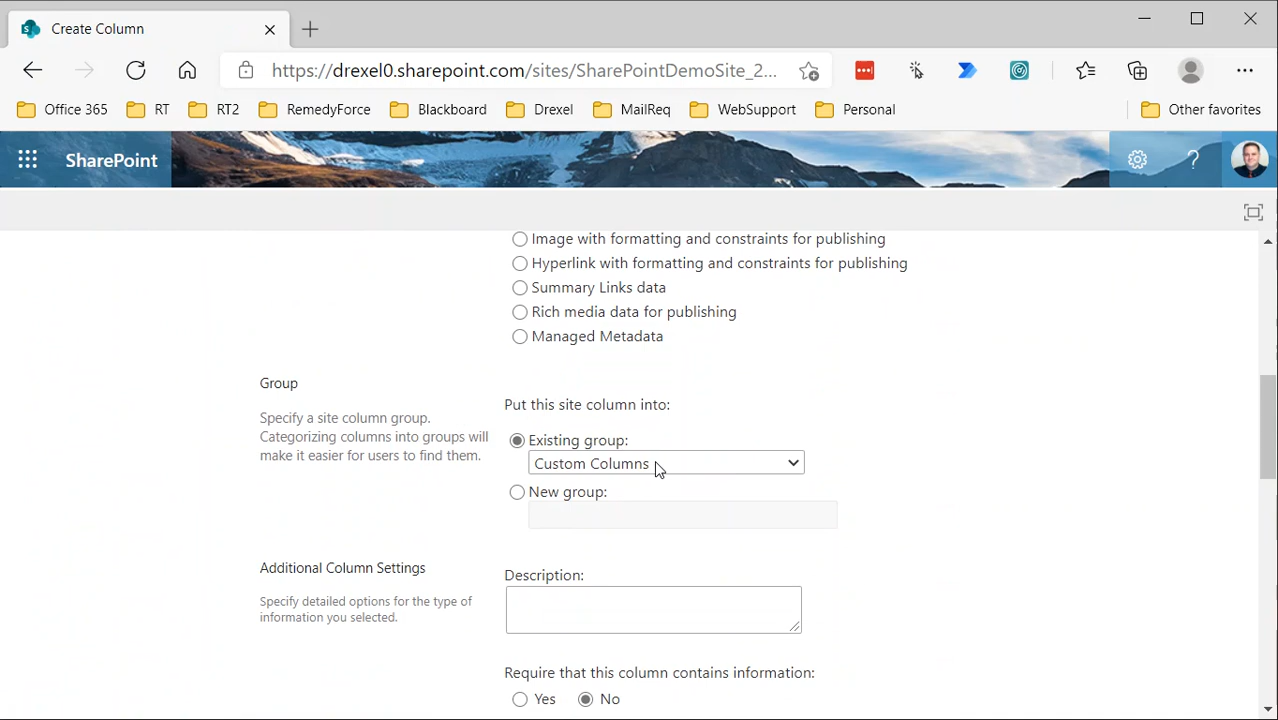 Create Column
https://drexel0.sharepoint.com/sites/SharePointDemoSite_2...
Office 365
RT
RT2
RemedyForce
Blackboard
Drexel
MailReq
WebSupport
Personal
Other favorites
SharePoint
Image with formatting and constraints for publishing
Hyperlink with formatting and constraints for publishing
Summary Links data
Rich media data for publishing
Managed Metadata
Group
Specify a site column group.
Categorizing columns into groups will
make it easier for users to find them.
Put this site column into:
Existing group:
Custom Columns
New group:
Additional Column Settings
Specify detailed options for the type of
information you selected.
Description:
Require that this column contains information:
Yes
No